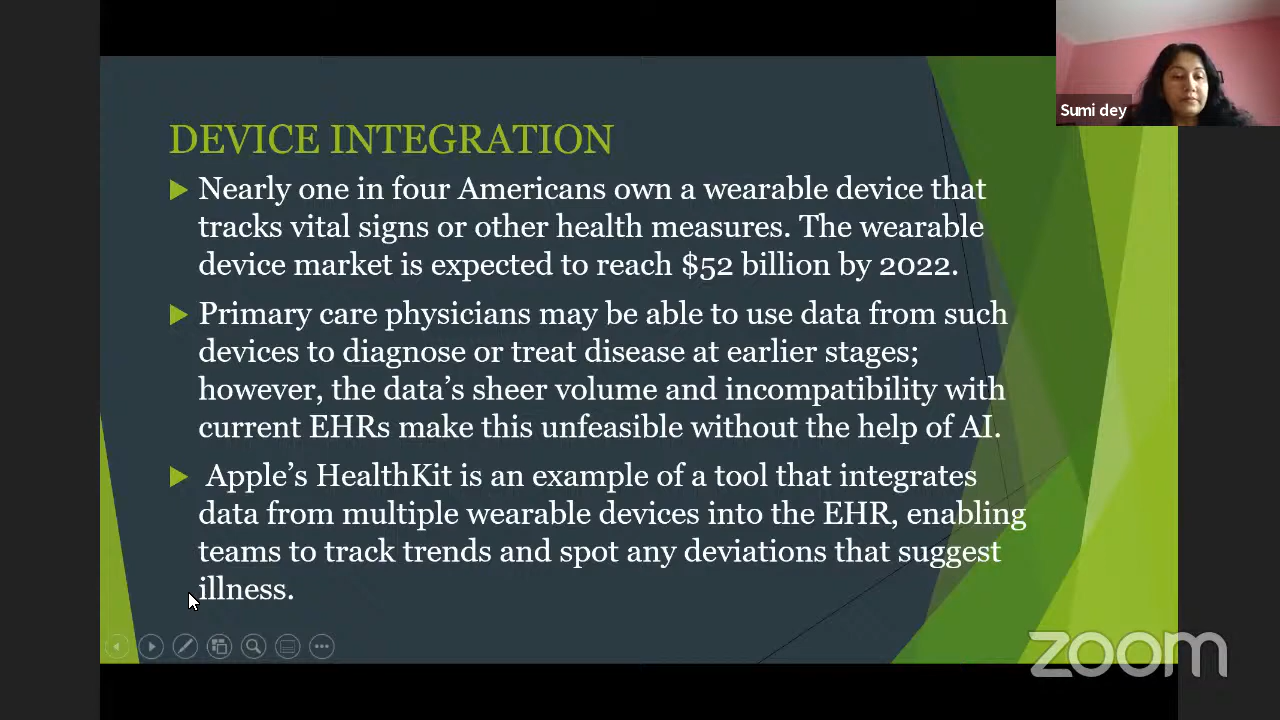 Sumi dey
DEVICE INTEGRATION
Nearly one in four Americans own a wearable device that
tracks vital signs or other health measures. The wearable
device market is expected to reach $52 billion by 2022.
Primary care physicians may be able to use data from such
devices to diagnose or treat disease at earlier stages;
however, the data’s sheer volume and incompatibility with
current EHRs make this unfeasible without the help of AI.
Apple’s HealthKit is an example of a tool that integrates
data from multiple wearable devices into the EHR, enabling
teams to track trends and spot any deviations that suggest
illness.
zoom